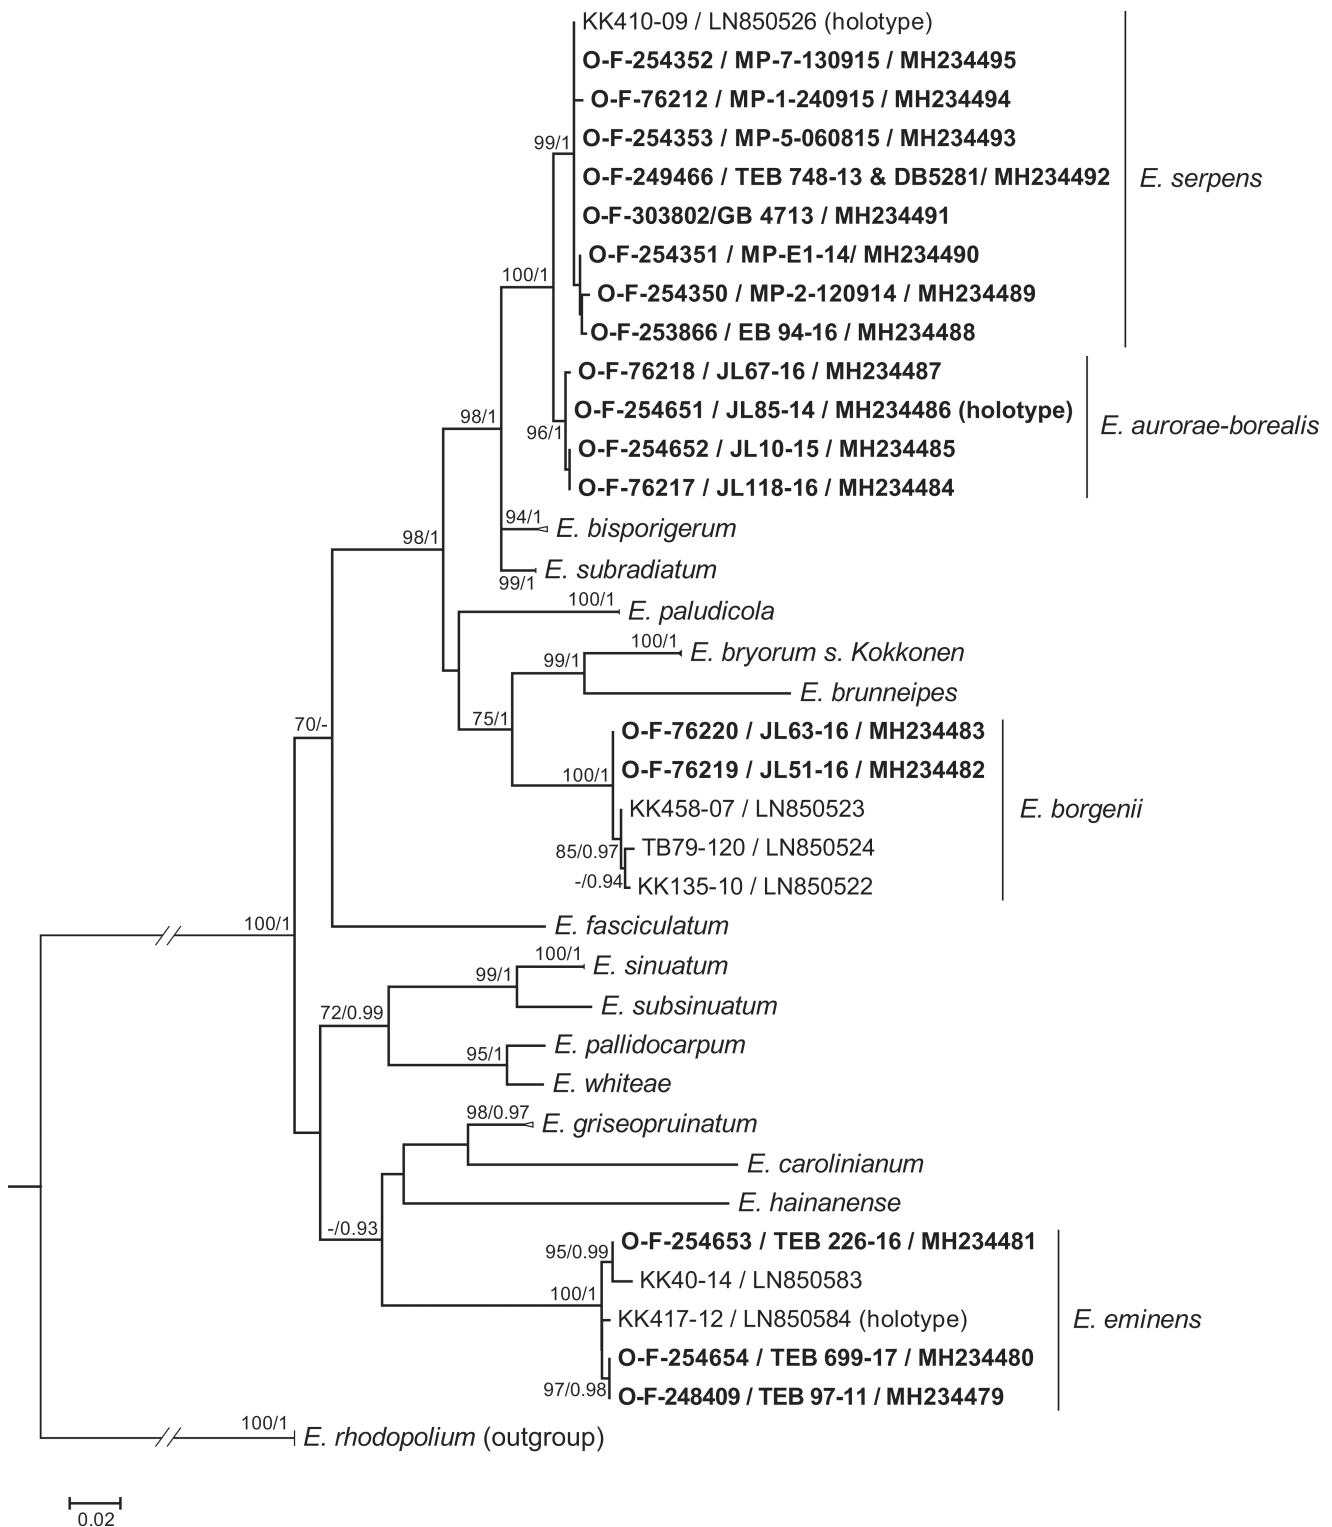 KK410-09 / LN850526 (holotype)
O-F-254352 / MP-7-130915 / MH234495
O-F-76212 / MP-1-240915 / MH234494
99/1
O-F-254353 / MP-5-060815 / MH234493
O-F-249466 / TEB 748-13 & DB5281/ MH234492
E. serpens
O-F-303802/GB 4713 / MH234491
O-F-254351 / MP-E1-14/ MH234490
100/1
O-F-254350 / MP-2-120914 / MH234489
O-F-253866 / EB 94-16 / MH234488
O-F-76218 / JL67-16 / MH234487
O-F-254651 / JL85-14 / MH234486 (holotype)
98/1
E. aurorae-borealis
96/1
O-F-254652 / JL10-15 / MH234485
O-F-76217 / JL118-16 / MH234484
94/1
E. bisporigerum
98/1
E. subradiatum
99/1
100/1
E. paludicola
100/1
E. bryorum s. Kokkonen
99/1
E. brunneipes
75/1
70/-
O-F-76220 / JL63-16 / MH234483
O-F-76219 / JL51-16 / MH234482
100/1
KK458-07 / LN850523
E. borgenii
TB79-120 / LN850524
85/0.97
-/0.94
KK135-10 / LN850522
100/1
E. fasciculatum
100/1
E. sinuatum
99/1
E. subsinuatum
72/0.99
E. pallidocarpum
95/1
E. whiteae
98/0.97
E. griseopruinatum
E. carolinianum
E. hainanense
-/0.93
O-F-254653 / TEB 226-16 / MH234481
95/0.99
KK40-14 / LN850583
100/1
KK417-12 / LN850584 (holotype)
E. eminens
O-F-254654 / TEB 699-17 / MH234480
97/0.98
O-F-248409 / TEB 97-11 / MH234479
100/1
E. rhodopolium (outgroup)
0.02